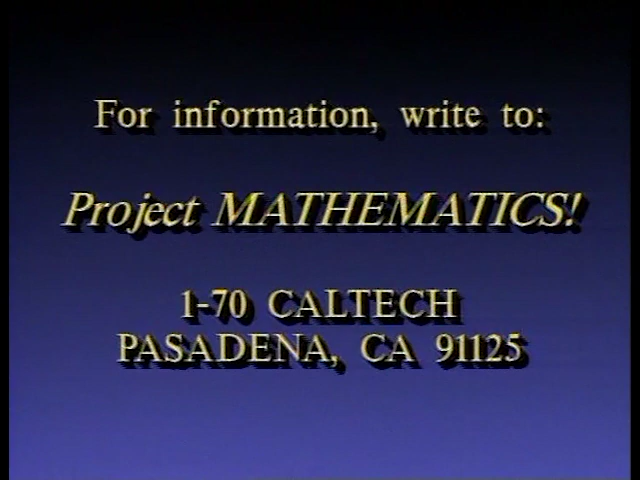 For information, write to:
Project MATHEMATICS!
1-70 CALTECH
PASADENA, CA 91125